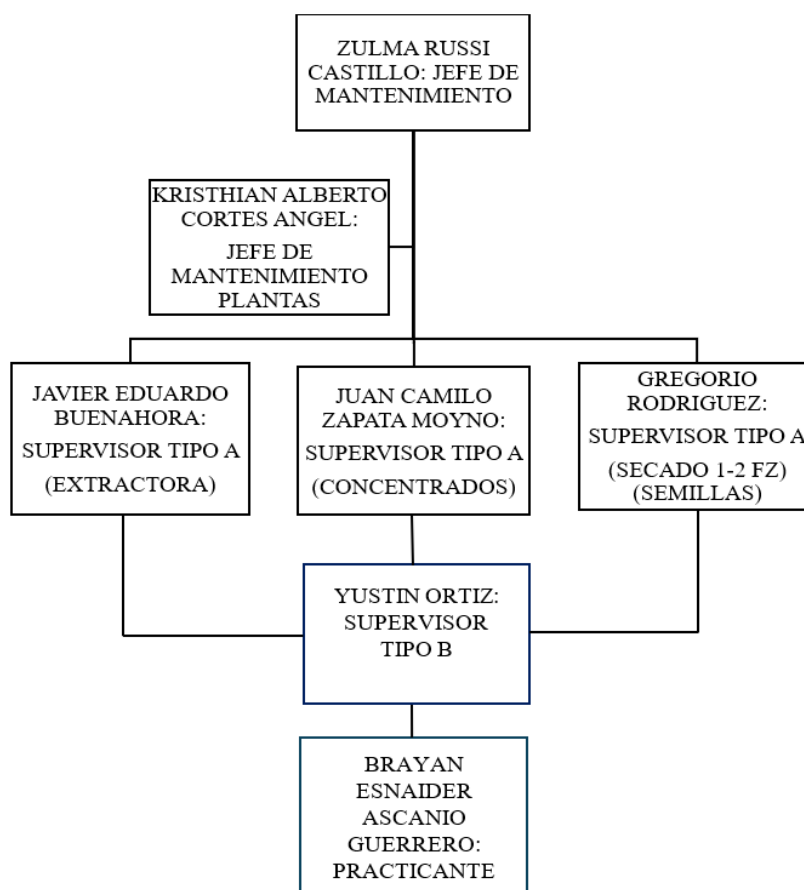 ZULMA RUSSI
CASTILLO: JEFE DE
MANTENIMIENTO
KRISTHIAN ALBERTO
CORTES ANGEL:
JEFE DE
MANTENIMIENTO
PLANTAS
JAVIER EDUARDO
BUENAHORA:
SUPERVISOR TIPO A
(EXTRACTORA)
JUAN CAMILO
ZAPATA MOYNO:
SUPERVISOR TIPO A
(CONCENTRADOS)
GREGORIO
RODRIGUEZ:
SUPERVISOR TIPO A
(SECADO 1-2 FZ)
(SEMILLAS)
YUSTIN ORTIZ:
SUPERVISOR
TIPO B
BRAYAN
ESNAIDER
ASCANIO
GUERRERO:
PRACTICANTE